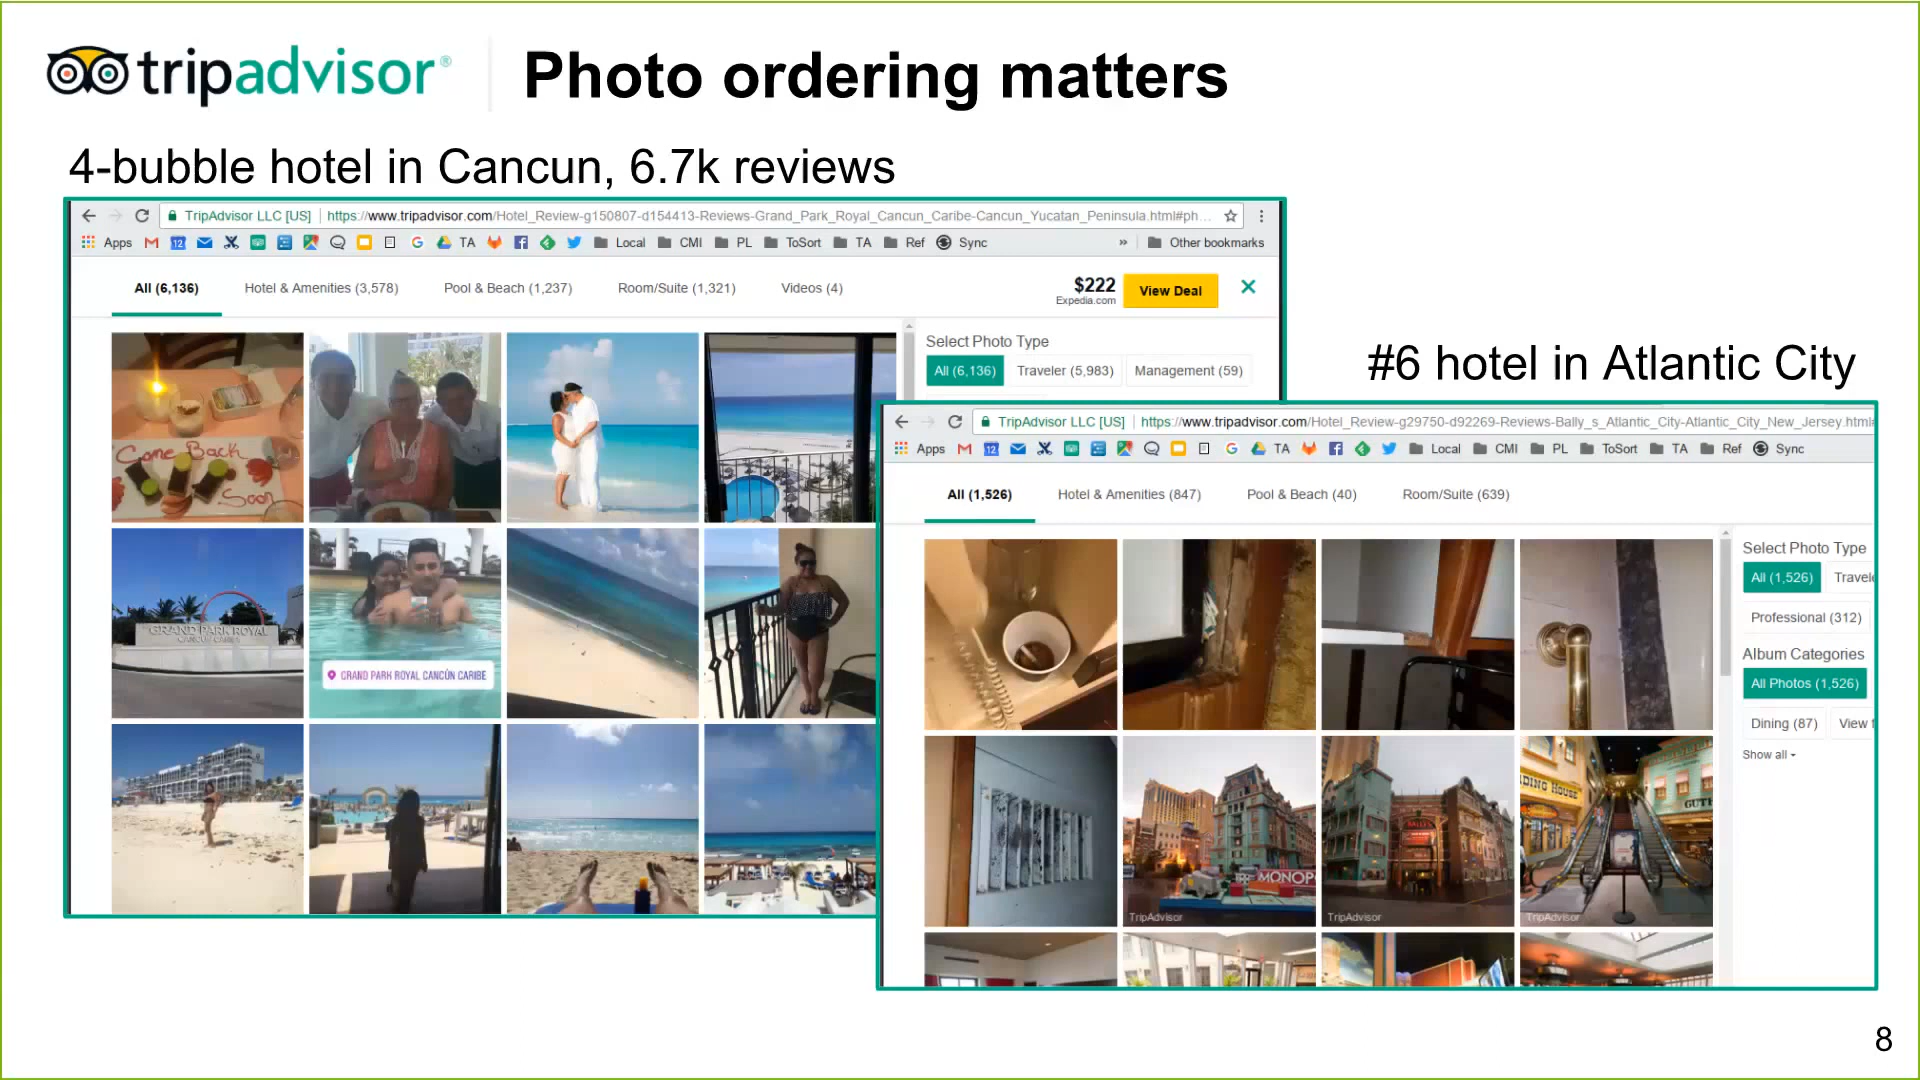 tripadvisor®
Photo ordering matters
4-bubble hotel in Cancun, 6.7k reviews
TripAdvisor LLC [US] | https://www.tripadvisor.com/Hotel_Review-g150807-d154413-Reviews-Grand_Park_Royal_Cancun_Caribe-Cancun_Yucatan_Peninsula.html#ph...
Apps TA Local CMI PL ToSort TA Ref Sync » Other bookmarks
All (6,136) Hotel & Amenities (3,578) Pool & Beach (1,237) Room/Suite (1,321) Videos (4)
$222
Expedia.com
View Deal
Select Photo Type
All (6,136) Traveler (5,983) Management (59)
Come Back
Soon
GRAND PARK ROYAL
GRAND PARK ROYAL CANCÚN CARIBE
#6 hotel in Atlantic City
TripAdvisor LLC [US] | https://www.tripadvisor.com/Hotel_Review-g29750-d92269-Reviews-Bally_s_Atlantic_City-Atlantic_City_New_Jersey.html#
Apps TA Local CMI PL ToSort TA Ref Sync
All (1,526) Hotel & Amenities (847) Pool & Beach (40) Room/Suite (639)
Select Photo Type
All (1,526) Travele
Professional (312)
Album Categories
All Photos (1,526)
Dining (87) View f
Show all
MONOP
TripAdvisor
TripAdvisor
TripAdvisor
8